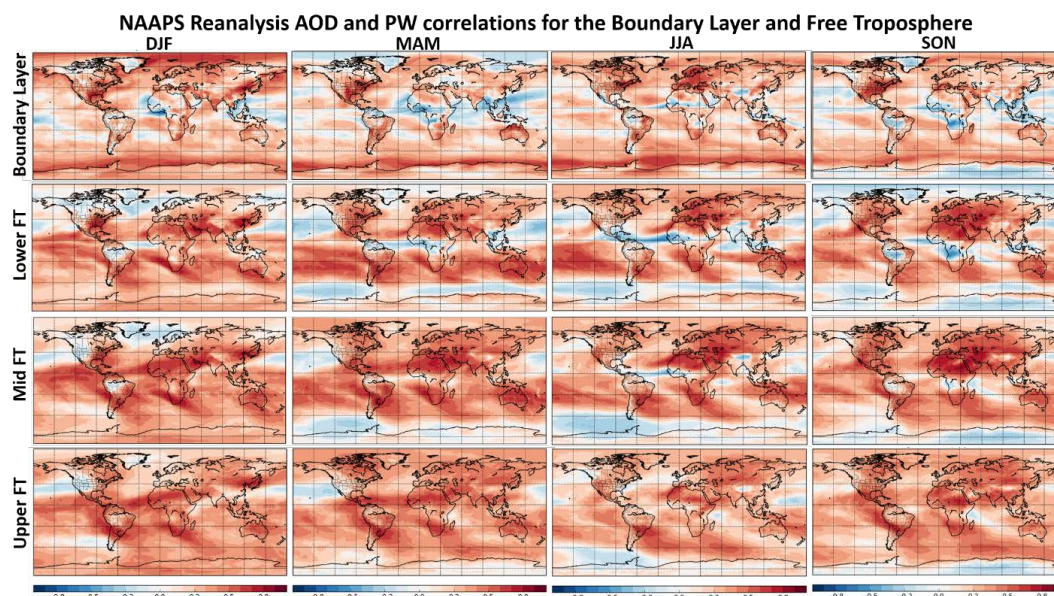 NAAPS Reanalysis AOD and PW correlations for the Boundary Layer and Free Troposphere
DJF MAM JJA SON
Boundary Layer
Lower FT
Mid FT
Upper FT